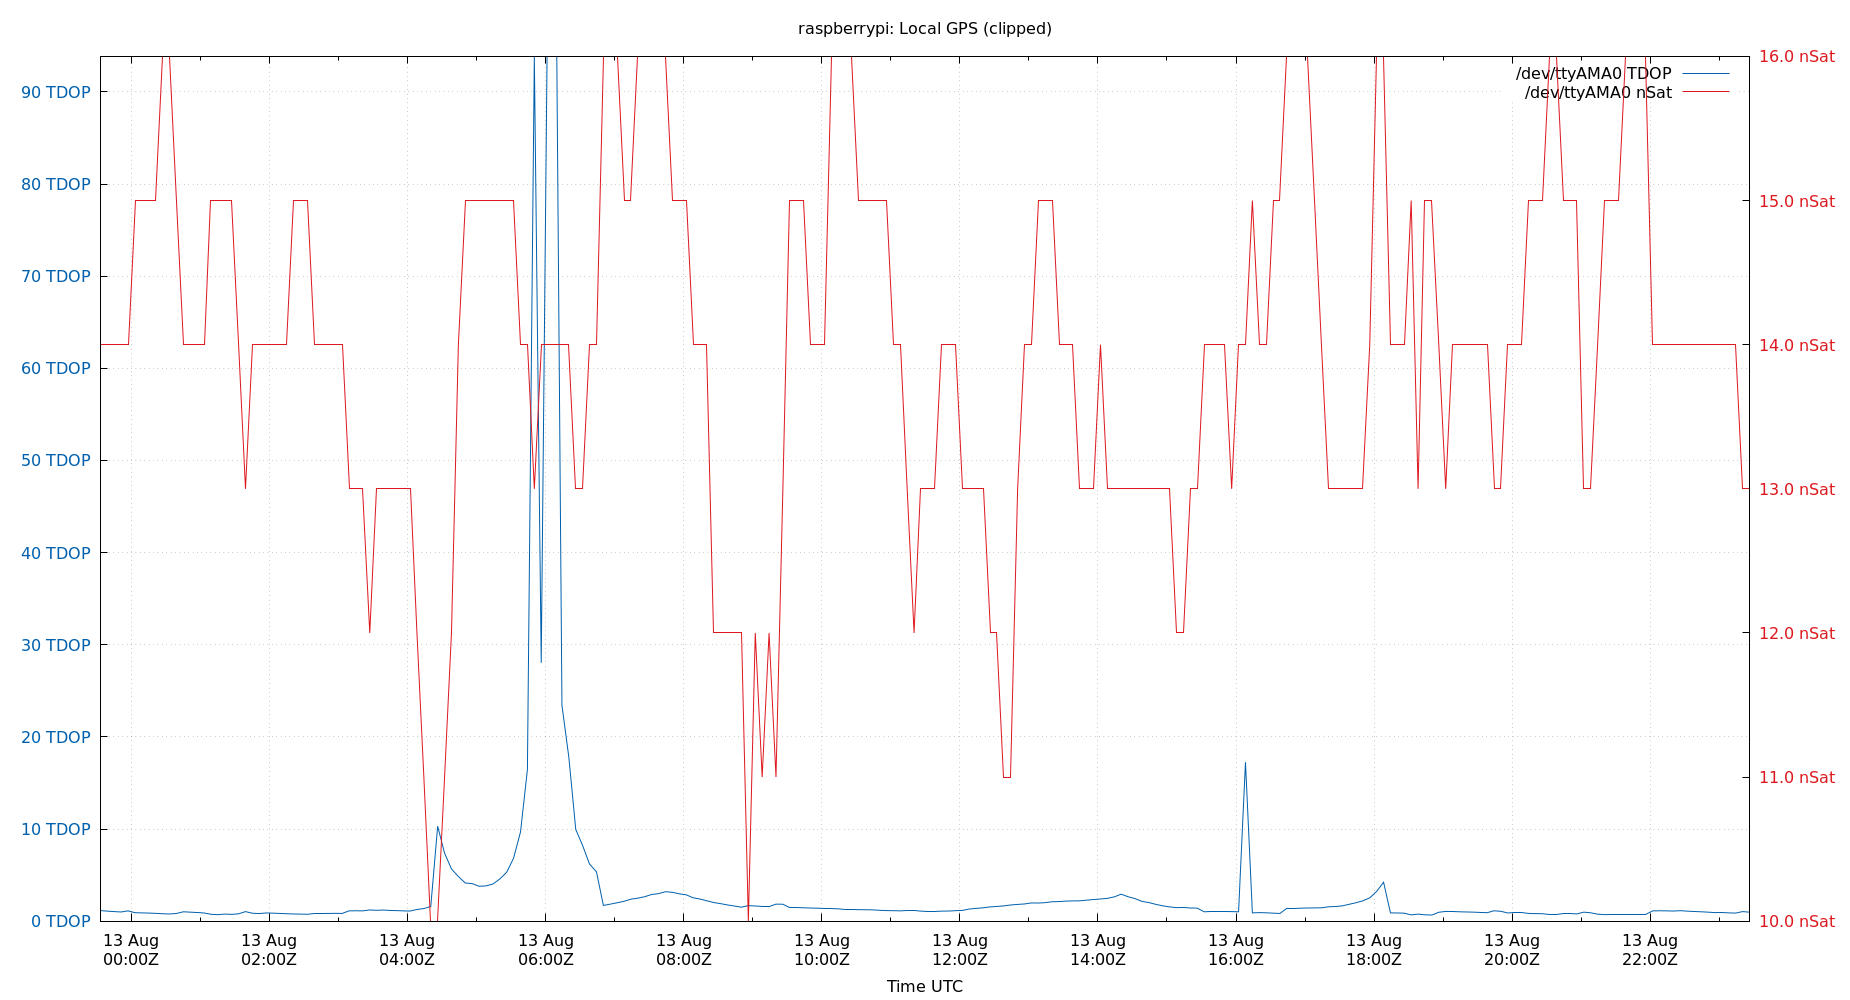 raspberrypi: Local GPS (clipped)
/dev/ttyAMA0 TDOP
/dev/ttyAMA0 nSat
90 TDOP
80 TDOP
70 TDOP
60 TDOP
50 TDOP
40 TDOP
30 TDOP
20 TDOP
10 TDOP
0 TDOP
16.0 nSat
15.0 nSat
14.0 nSat
13.0 nSat
12.0 nSat
11.0 nSat
10.0 nSat
13 Aug
00:00Z
13 Aug
02:00Z
13 Aug
04:00Z
13 Aug
06:00Z
13 Aug
08:00Z
13 Aug
10:00Z
13 Aug
12:00Z
13 Aug
14:00Z
13 Aug
16:00Z
13 Aug
18:00Z
13 Aug
20:00Z
13 Aug
22:00Z
Time UTC